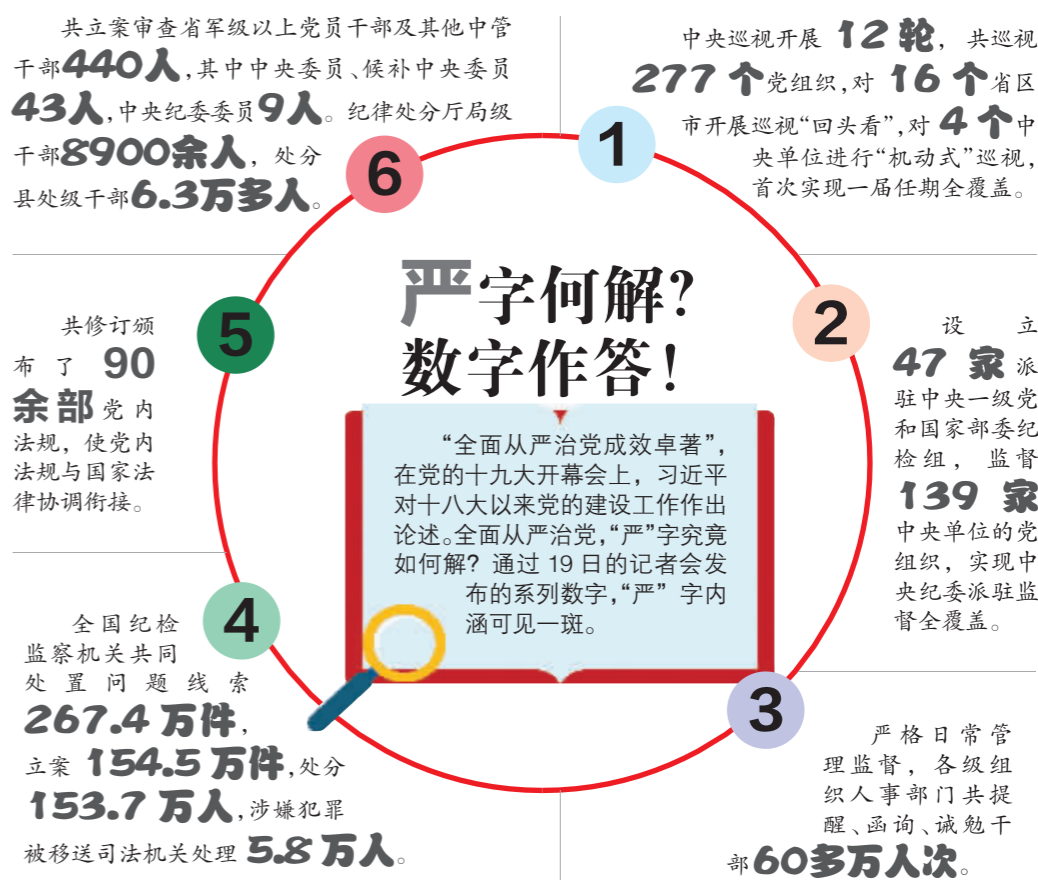 严字何解？
数字作答！
“全面从严治党成效卓著”，
在党的十九大开幕会上，习近平
对十八大以来党的建设工作作出
论述。全面从严治党，“严”字究竟
如何解？通过 19 日的记者会发
布的系列数字，“严”字内
涵可见一斑。
1
中央巡视开展 12 轮，共巡视
277 个党组织，对 16 个省区
市开展巡视“回头看”，对 4 个中
央单位进行“机动式”巡视，
首次实现一届任期全覆盖。
2
设立
47 家派
驻中央一级党
和国家部委纪
检组，监督
139 家
中央单位的党
组织，实现中
央纪委派驻监
督全覆盖。
3
严格日常管
理监督，各级组
织人事部门共提
醒、函询、诫勉干
部60多万人次。
4
全国纪检
监察机关共同
处置问题线索
267.4 万件，
立案 154.5 万件，处分
153.7 万人，涉嫌犯罪
被移送司法机关处理 5.8 万人。
5
共修订颁
布了 90
余部党内
法规，使党内
法规与国家法
律协调衔接。
6
共立案审查省军级以上党员干部及其他中管
干部440人，其中中央委员、候补中央委员
43人，中央纪委委员9人。纪律处分厅局级
干部8900余人，处分
县处级干部6.3万多人。